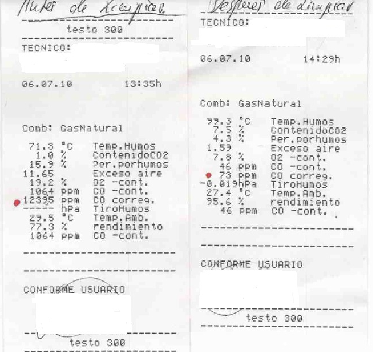 Antes de limpiar
testo 300
TECNICO:
06.07.10 13:35h
Comb: GasNatural
71.3 °C Temp.Humos
1.0 % ContenidoCO2
15.9 % Per.porhumos
11.65 Exceso aire
19.2 % O2 -cont.
1064 ppm CO -cont.
12395 ppm CO correg.
----- hPa TiroHumos
29.5 °C Temp.Amb.
77.3 % rendimiento
1064 ppm CO -cont.
CONFORME USUARIO
testo 300
Despues de limpiar
TECNICO:
06.07.10 14:29h
Comb: GasNatural
99.3 °C Temp.Humos
7.5 % ContenidoCO2
4.3 % Per.porhumos
1.59 Exceso aire
7.8 % O2 -cont.
46 ppm CO -cont.
73 ppm CO correg.
-0.019hPa TiroHumos
27.4 °C Temp.Amb.
95.6 % rendimiento
46 ppm CO -cont.
CONFORME USUARIO
testo 300